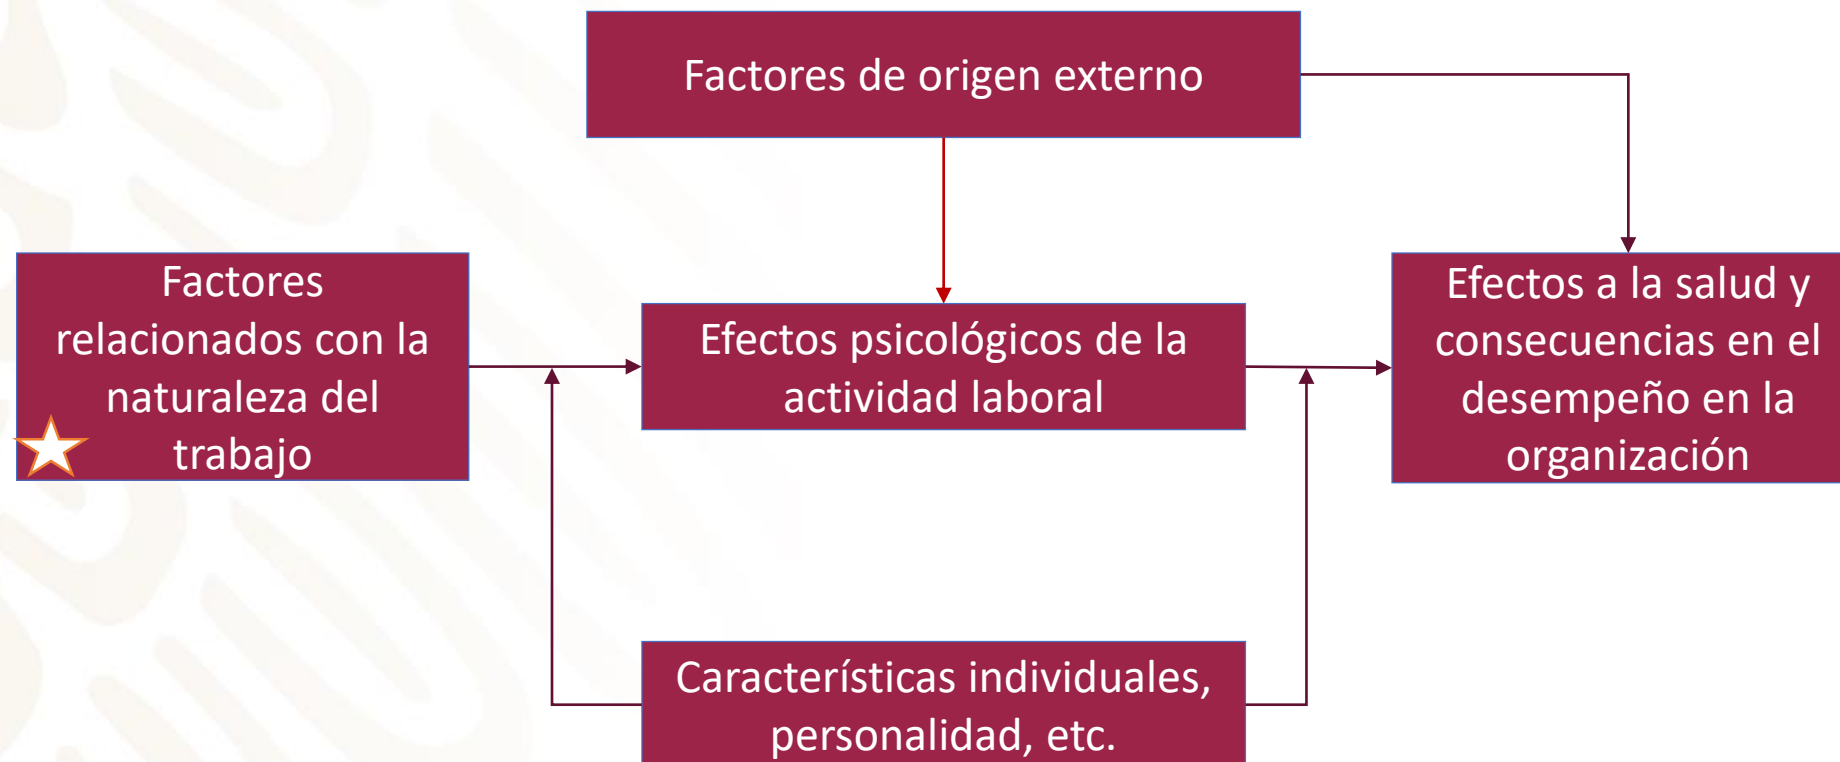 Factores de origen externo
Factores
relacionados con la
naturaleza del
trabajo
Efectos psicológicos de la
actividad laboral
Efectos a la salud y
consecuencias en el
desempeño en la
organización
Características individuales,
personalidad, etc.